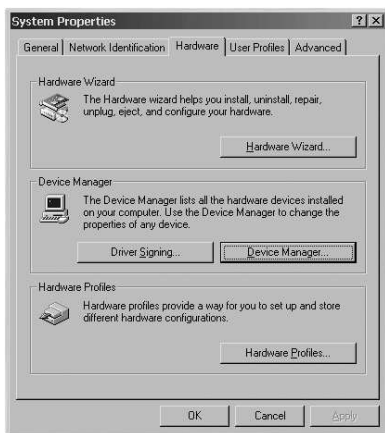 System Properties
General Network Identification Hardware User Profiles Advanced
Hardware Wizard
The Hardware wizard helps you install, uninstall, repair,
unplug, eject, and configure your hardware.
Hardware Wizard...
Device Manager
The Device Manager lists all the hardware devices installed
on your computer. Use the Device Manager to change the
properties of any device.
Driver Signing... Device Manager...
Hardware Profiles
Hardware profiles provide a way for you to set up and store
different hardware configurations.
Hardware Profiles...
OK Cancel Apply